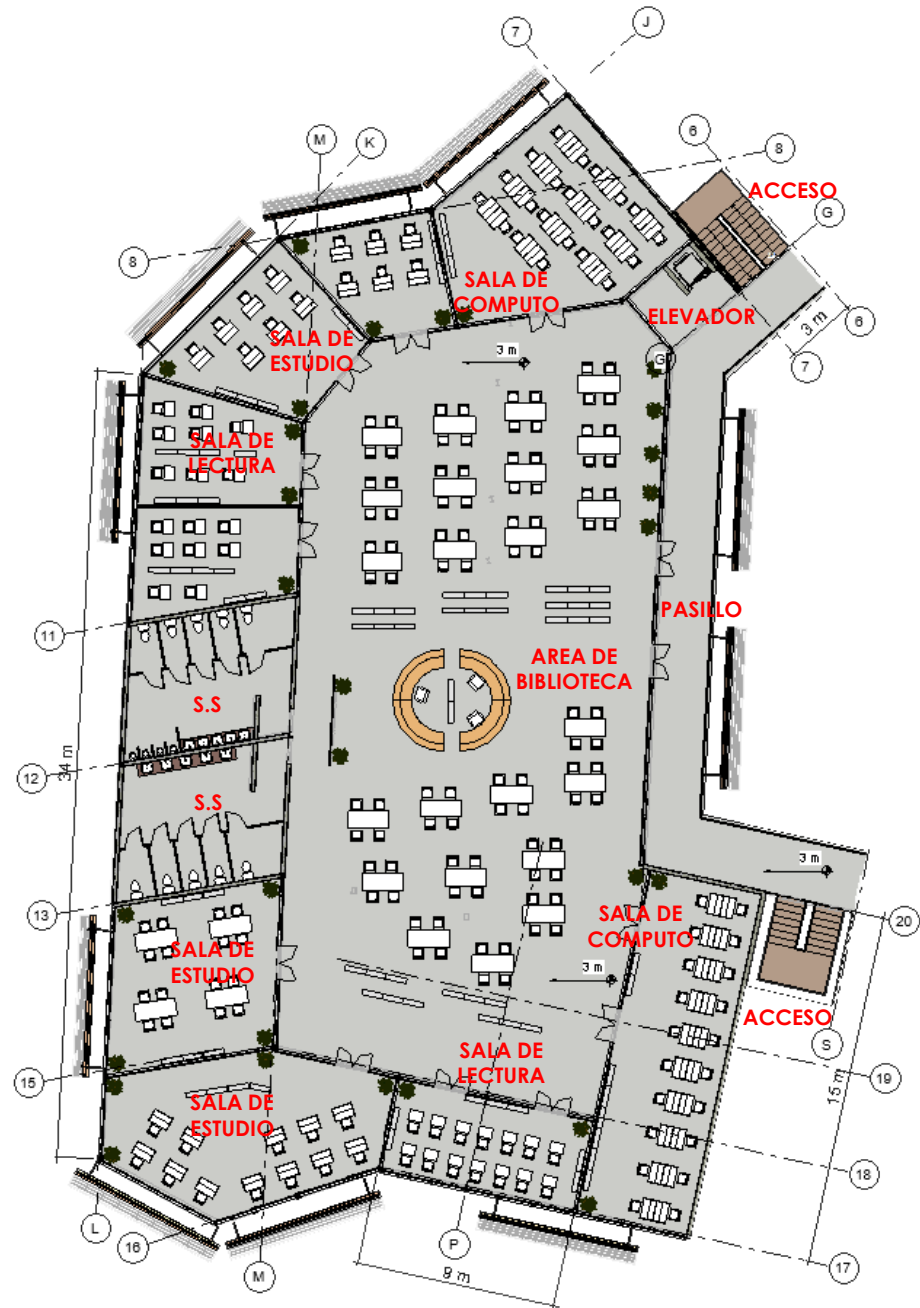 J
7
6
M
K
8
ACCESO
G
8
SALA DE
COMPUTO
ELEVADOR
3 m
6
7
SALA DE
ESTUDIO
3 m
G
SALA DE
LECTURA
11
PASILLO
AREA DE
BIBLIOTECA
S.S
12
34 m
S.S
3 m
13
SALA DE
COMPUTO
20
SALA DE
ESTUDIO
3 m
ACCESO
S
SALA DE
LECTURA
19
15
15 m
SALA DE
ESTUDIO
18
L
16
P
M
9 m
17